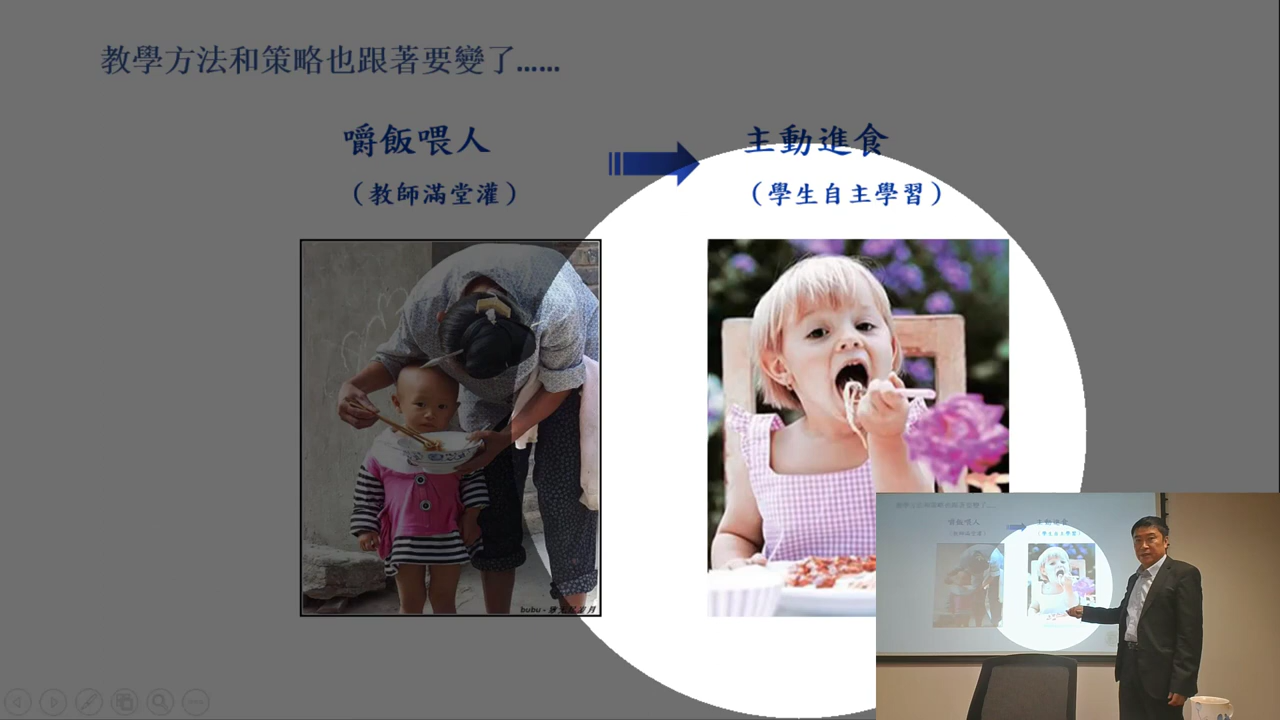 教學方法和策略也跟著要變了......
嚼飯喂人
主動進食
（教師滿堂灌）
（學生自主學習）